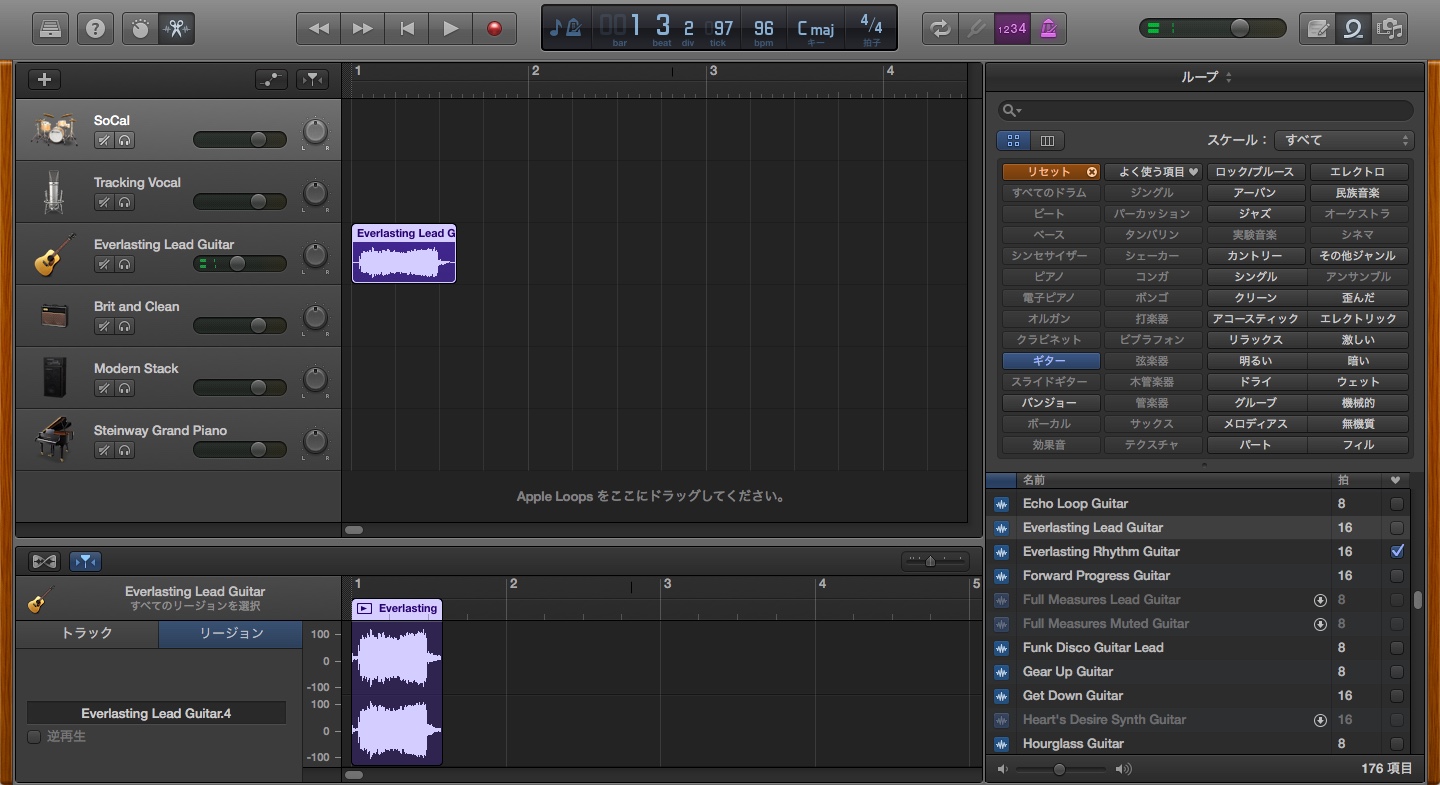 1234
00 1 3 2 0 97 96 C maj 4/4
bar beat div tick bpm キー 拍子
1 2 3 4
SoCal
L R
Tracking Vocal
L R
Everlasting Lead Guitar
L R
Brit and Clean
L R
Modern Stack
L R
Steinway Grand Piano
L R
Everlasting Lead G
Apple Loops をここにドラッグしてください。
ループ
スケール： すべて
リセット よく使う項目 ロック/ブルース エレクトロ
すべてのドラム ジングル アーバン 民族音楽
ビート パーカッション ジャズ オーケストラ
ベース タンバリン 実験音楽 シネマ
シンセサイザー シェーカー カントリー その他ジャンル
ピアノ コンガ シングル アンサンブル
電子ピアノ ボンゴ クリーン 歪んだ
オルガン 打楽器 アコースティック エレクトリック
クラビネット ビブラフォン リラックス 激しい
ギター 弦楽器 明るい 暗い
スライドギター 木管楽器 ドライ ウェット
バンジョー 管楽器 グループ 機械的
ボーカル サックス メロディアス 無機質
効果音 テクスチャ パート フィル
名前 拍
Echo Loop Guitar 8
Everlasting Lead Guitar 16
Everlasting Rhythm Guitar 16
Forward Progress Guitar 16
Full Measures Lead Guitar 8
Full Measures Muted Guitar 8
Funk Disco Guitar Lead 8
Gear Up Guitar 8
Get Down Guitar 16
Heart's Desire Synth Guitar 16
Hourglass Guitar 8
176 項目
Everlasting Lead Guitar
すべてのリージョンを選択
トラック リージョン
Everlasting Lead Guitar.4
逆再生
1 2 3 4 5
Everlasting
100
0
-100
100
0
-100